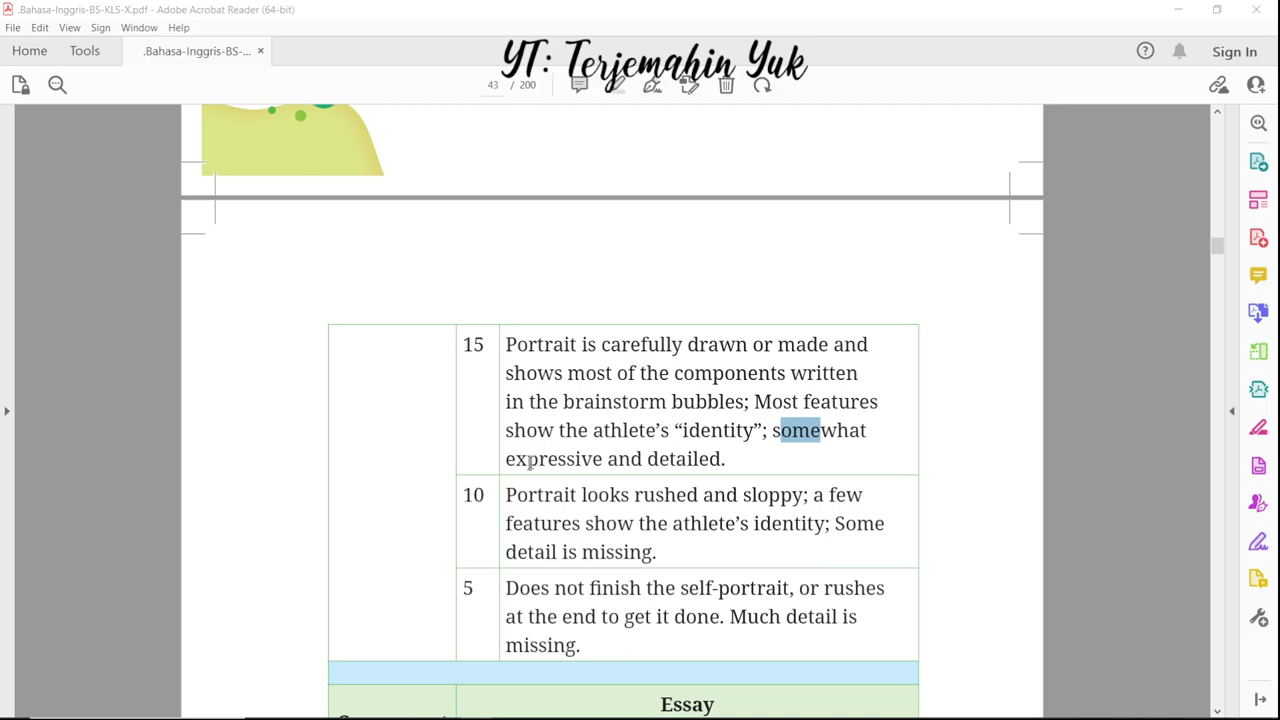 .Bahasa-Inggris-BS-KLS-X.pdf - Adobe Acrobat Reader (64-bit)
File Edit View Sign Window Help
Home Tools .Bahasa-Inggris-BS-... × Sign In
YT: Terjemahin Yuk
43 / 200
15 Portrait is carefully drawn or made and
shows most of the components written
in the brainstorm bubbles; Most features
show the athlete’s “identity”; somewhat
expressive and detailed.
10 Portrait looks rushed and sloppy; a few
features show the athlete’s identity; Some
detail is missing.
5 Does not finish the self-portrait, or rushes
at the end to get it done. Much detail is
missing.
Essay